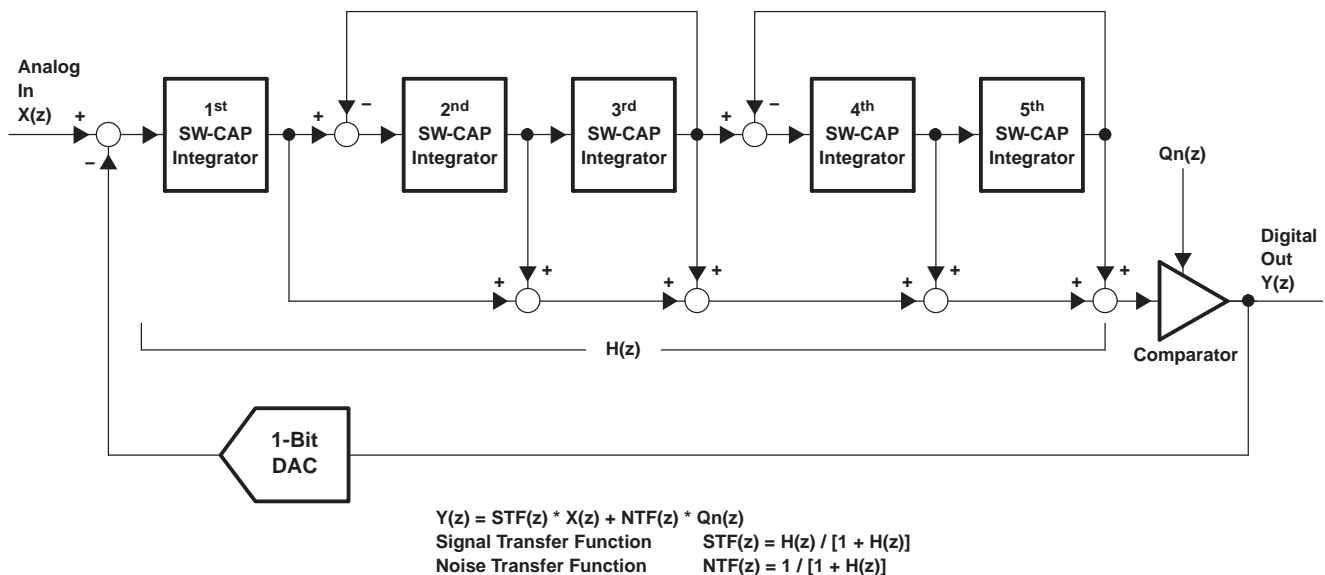 Analog
In
X(z)
+
−
1st
SW-CAP
Integrator
+
−
2nd
SW-CAP
Integrator
3rd
SW-CAP
Integrator
+
−
4th
SW-CAP
Integrator
5th
SW-CAP
Integrator
Qn(z)
Digital
Out
Y(z)
+
+
+
+
+
+
+
+
Comparator
H(z)
1-Bit
DAC
Y(z) = STF(z) * X(z) + NTF(z) * Qn(z)
Signal Transfer Function STF(z) = H(z) / [1 + H(z)]
Noise Transfer Function NTF(z) = 1 / [1 + H(z)]